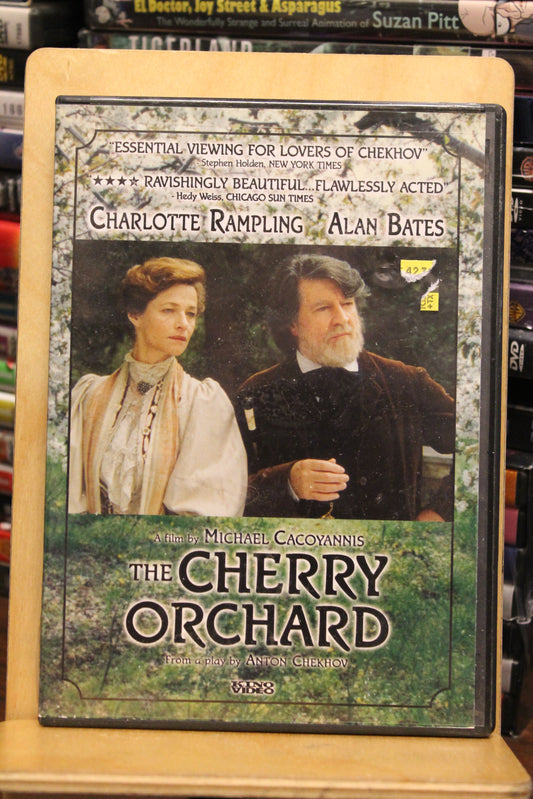 El Doctor, Joy Street & Asparagus
The Wonderfully Strange and Surreal Animation of Suzan Pitt
TIGERLAND
"ESSENTIAL VIEWING FOR LOVERS OF CHEKHOV"
- Stephen Holden, NEW YORK TIMES
★★★★ RAVISHINGLY BEAUTIFUL...FLAWLESSLY ACTED"
- Hedy Weiss, CHICAGO SUN TIMES
CHARLOTTE RAMPLING ALAN BATES
A film by MICHAEL CACOYANNIS
THE CHERRY
ORCHARD
From a play by ANTON CHEKHOV
KINO
VIDEO
DVD